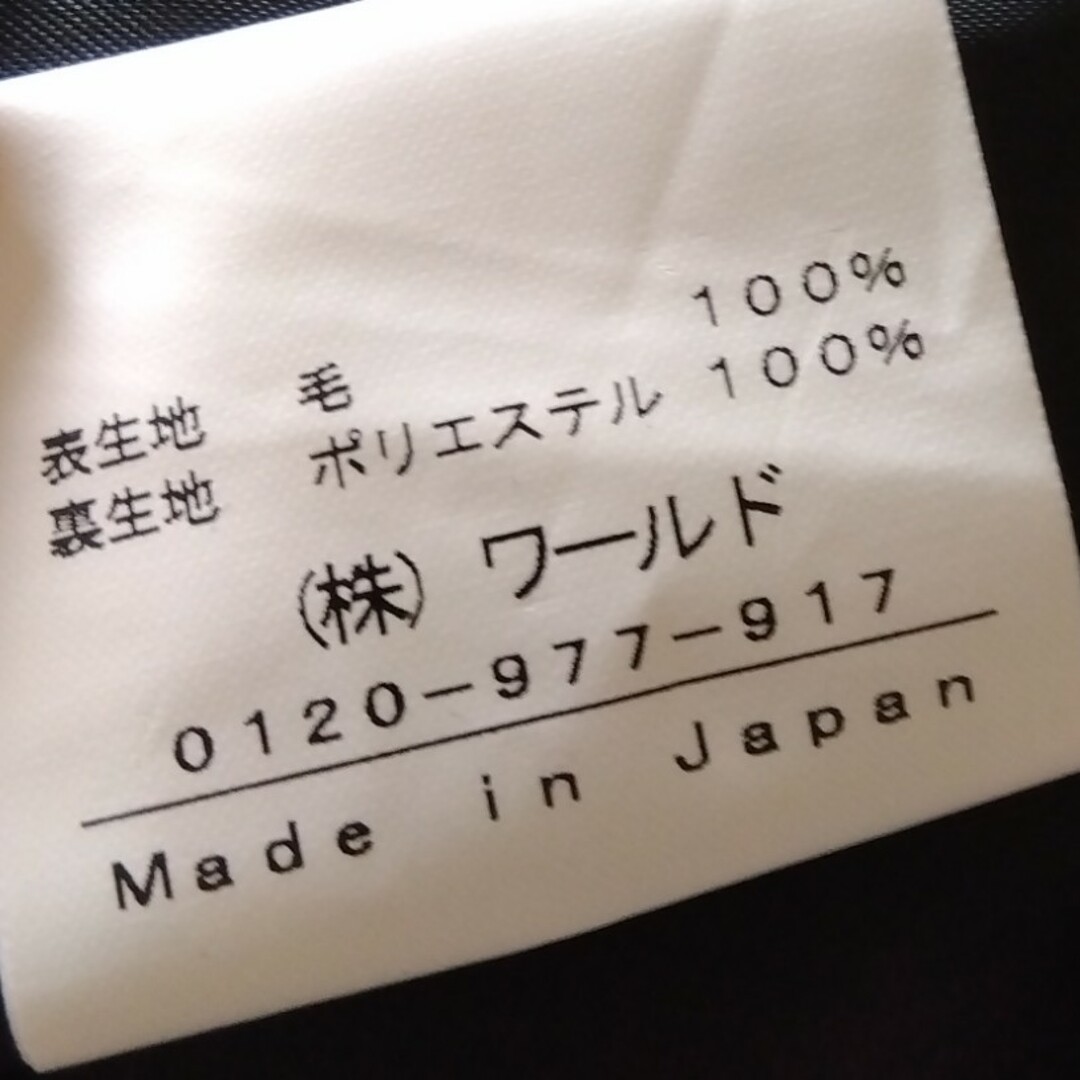 表生地 毛 100%
裏生地 ポリエステル 100%
(株) ワールド
0120-977-917
Made in Japan